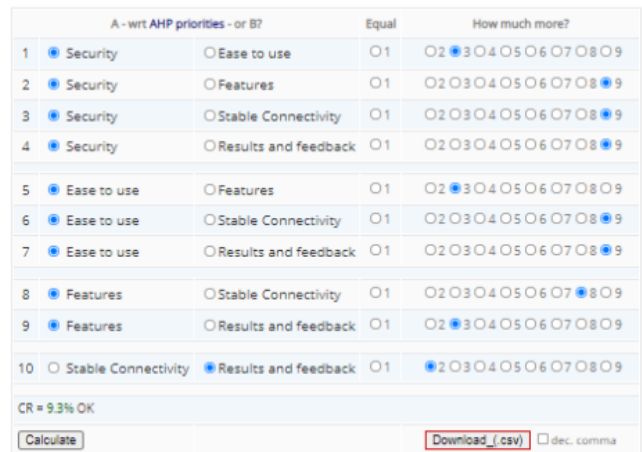 A - wrt AHP priorities - or B? Equal How much more?
1 Security Ease to use 1 2 3 4 5 6 7 8 9
2 Security Features 1 2 3 4 5 6 7 8 9
3 Security Stable Connectivity 1 2 3 4 5 6 7 8 9
4 Security Results and feedback 1 2 3 4 5 6 7 8 9
5 Ease to use Features 1 2 3 4 5 6 7 8 9
6 Ease to use Stable Connectivity 1 2 3 4 5 6 7 8 9
7 Ease to use Results and feedback 1 2 3 4 5 6 7 8 9
8 Features Stable Connectivity 1 2 3 4 5 6 7 8 9
9 Features Results and feedback 1 2 3 4 5 6 7 8 9
10 Stable Connectivity Results and feedback 1 2 3 4 5 6 7 8 9
CR = 9.3% OK
Calculate Download_(.csv) dec. comma